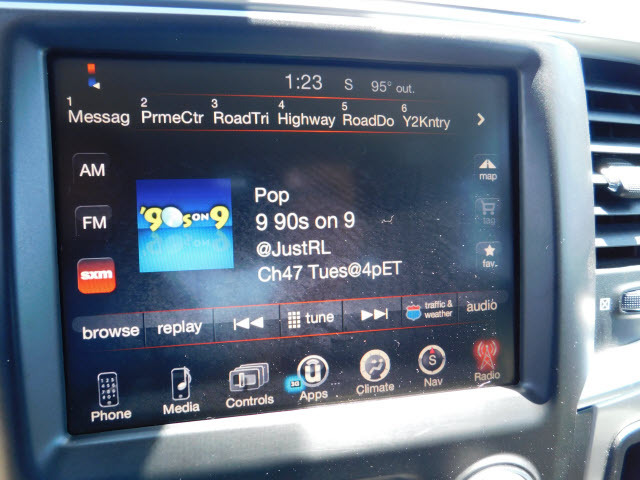 1:23 S 95° out.
1 Messag 2 PrmeCtr 3 RoadTri 4 Highway 5 RoadDo 6 Y2Kntry
AM
FM
sxm
'90s ON 9
Pop
9 90s on 9
@JustRL
Ch47 Tues@4pET
map
tag
fav.
browse replay tune traffic & weather audio
Phone Media Controls Apps Climate Nav Radio
S